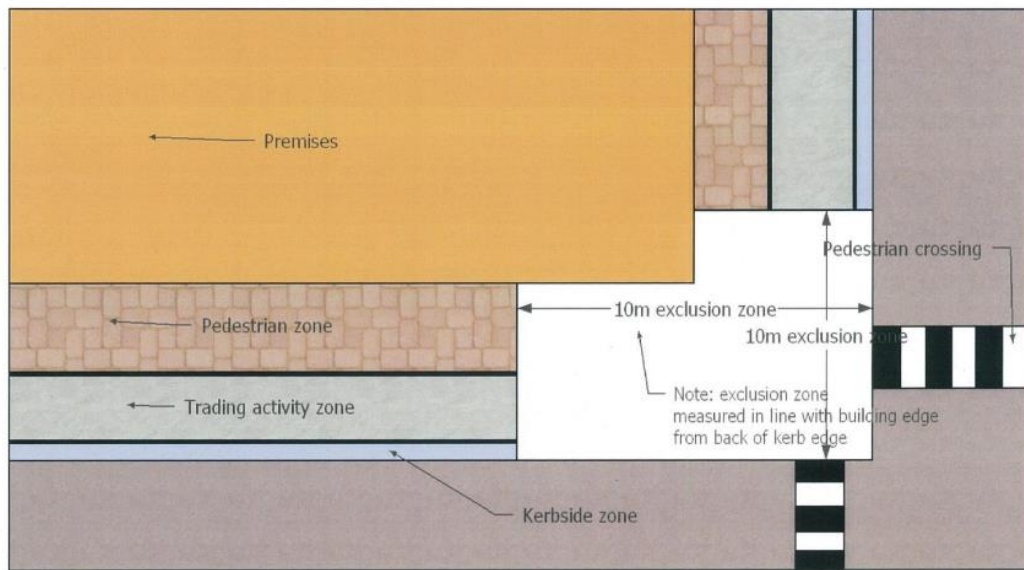 Premises
Pedestrian crossing
10m exclusion zone
Pedestrian zone
10m exclusion zone
Note: exclusion zone
measured in line with building edge
from back of kerb edge
Trading activity zone
Kerbside zone